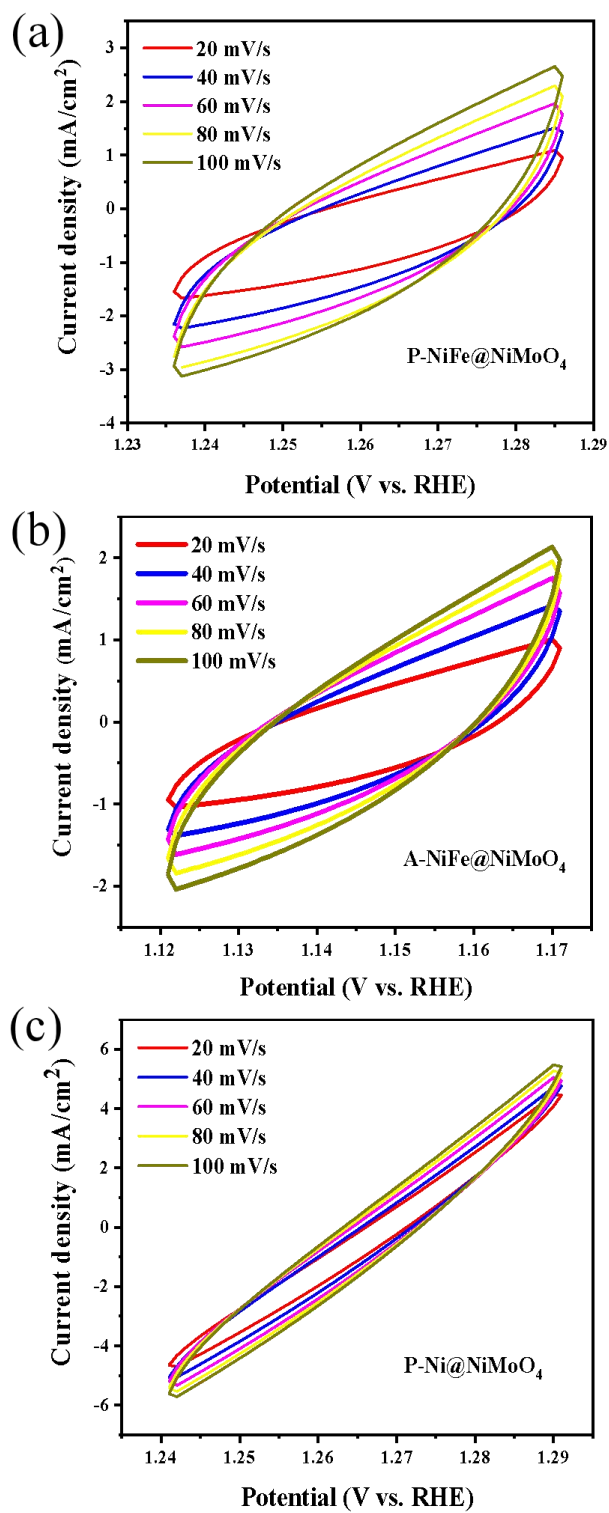 (a)
20 mV/s
40 mV/s
60 mV/s
80 mV/s
100 mV/s
3
2
1
0
-1
-2
-3
-4
Current density (mA/cm²)
P-NiFe@NiMoO₄
1.23 1.24 1.25 1.26 1.27 1.28 1.29
Potential (V vs. RHE)
(b)
20 mV/s
40 mV/s
60 mV/s
80 mV/s
100 mV/s
2
1
0
-1
-2
Current density (mA/cm²)
A-NiFe@NiMoO₄
1.12 1.13 1.14 1.15 1.16 1.17
Potential (V vs. RHE)
(c)
20 mV/s
40 mV/s
60 mV/s
80 mV/s
100 mV/s
6
4
2
0
-2
-4
-6
Current density (mA/cm²)
P-Ni@NiMoO₄
1.24 1.25 1.26 1.27 1.28 1.29
Potential (V vs. RHE)